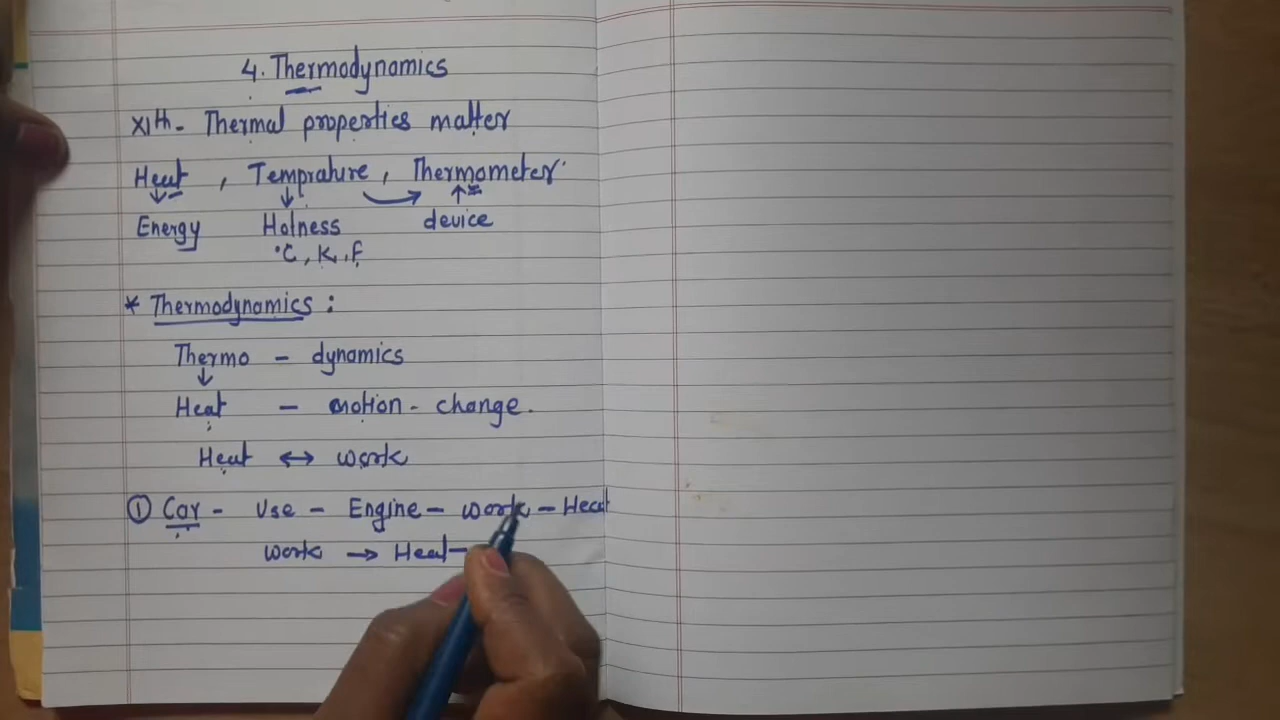 4. Thermodynamics
XIth - Thermal properties matter
Heat , Temprature , Thermometer
Energy Hotness device
°C, K, F
* Thermodynamics :
Thermo - dynamics
Heat - motion - change.
Heat ↔ work
① Car - Use - Engine - work - Heat
work → Heat